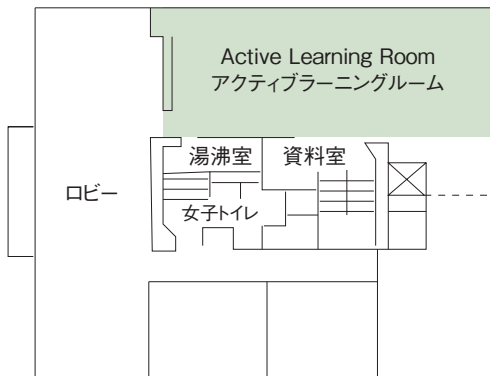 Active Learning Room
アクティブラーニングルーム
湯沸室
資料室
ロビー
女子トイレ